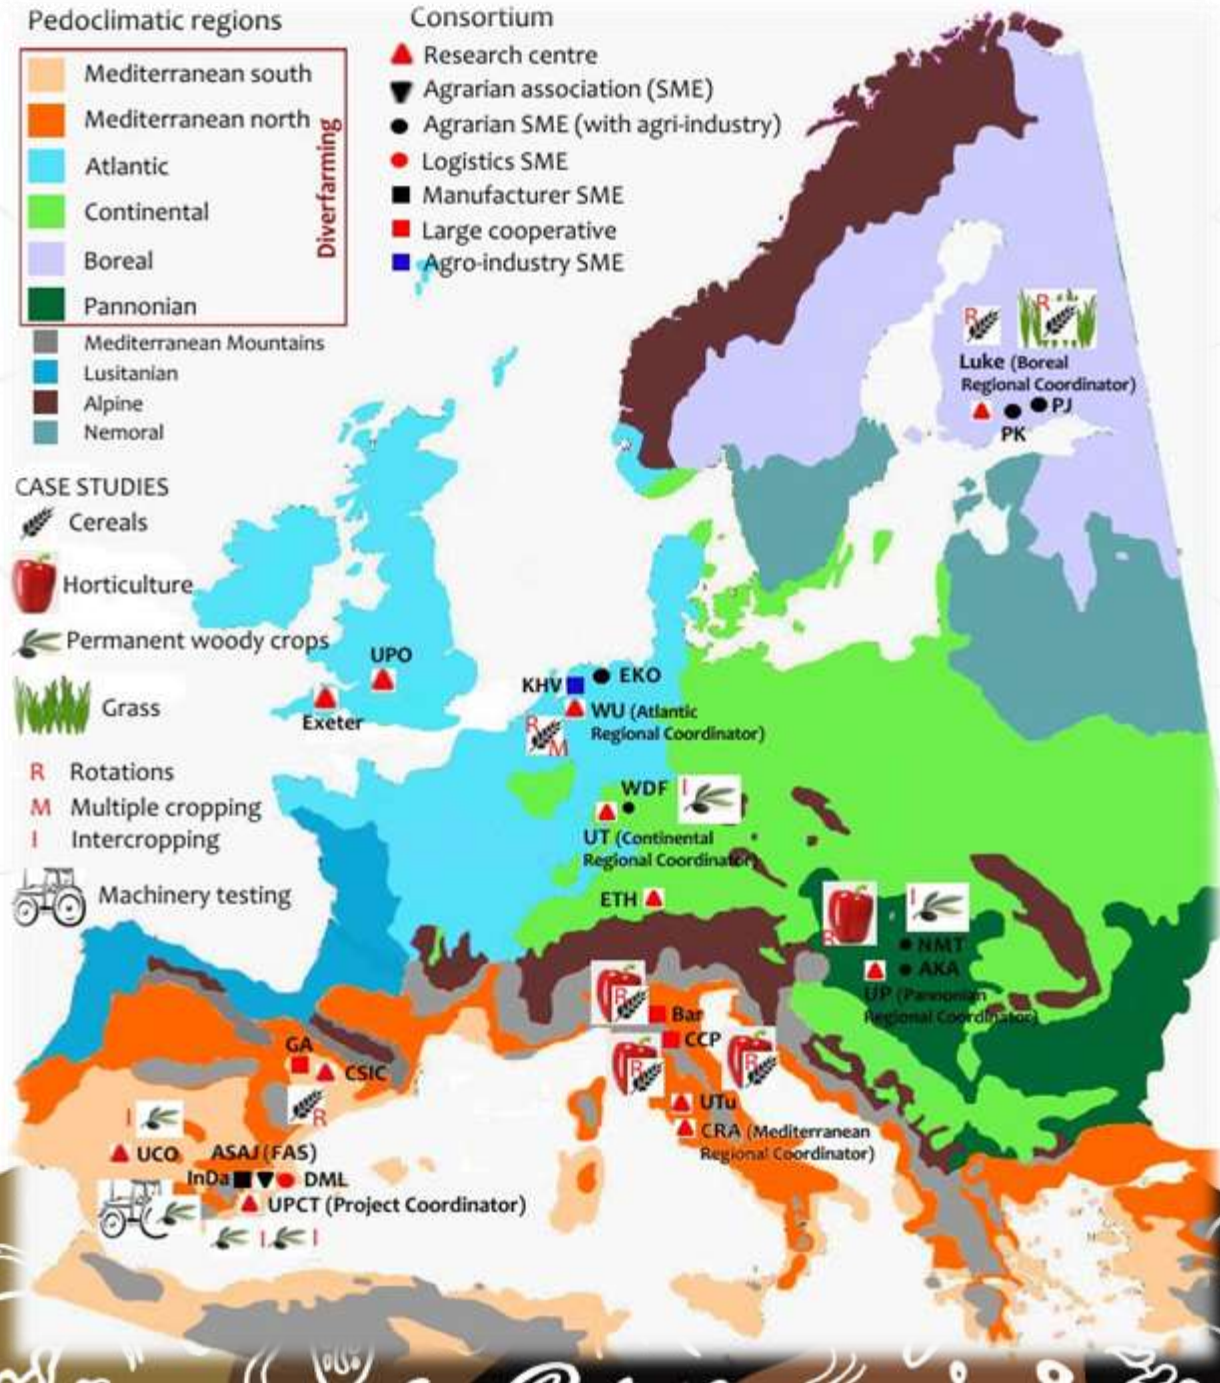 Pedoclimatic regions
Mediterranean south
Mediterranean north
Atlantic
Continental
Boreal
Pannonian
Diverfarming
Mediterranean Mountains
Lusitanian
Alpine
Nemoral
Consortium
Research centre
Agrarian association (SME)
Agrarian SME (with agri-industry)
Logistics SME
Manufacturer SME
Large cooperative
Agro-industry SME
CASE STUDIES
Cereals
Horticulture
Permanent woody crops
Grass
R Rotations
M Multiple cropping
I Intercropping
Machinery testing
R
R
Luke (Boreal
Regional Coordinator)
PJ
PK
UPO
Exeter
KHV
EKO
WU (Atlantic
Regional Coordinator)
R
M
WDF
I
UT (Continental
Regional Coordinator)
ETH
R
I
NMT
AKA
UP (Pannonian
Regional Coordinator)
R
Bar
CCP
R
R
UTu
CRA (Mediterranean
Regional Coordinator)
GA
CSIC
R
I
UCO
ASAJ (FAS)
InDa
DML
UPCT (Project Coordinator)
I
I